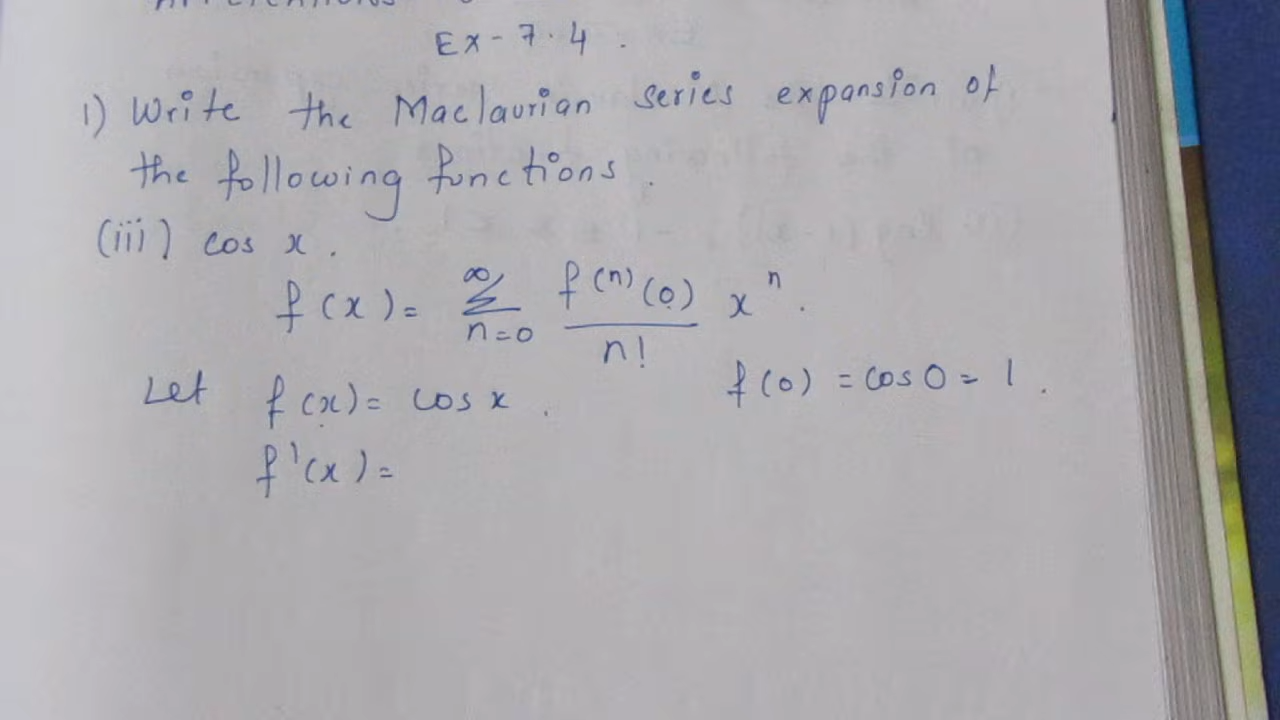 Ex - 7.4.
1) Write the Maclaurian series expansion of
the following functions.
(iii) cos x.
f(x) = ∑_{n=0}^{∞} f^{(n)}(0)/n! x^n.
Let f(x) = cos x. f(0) = cos 0 = 1.
f'(x) =